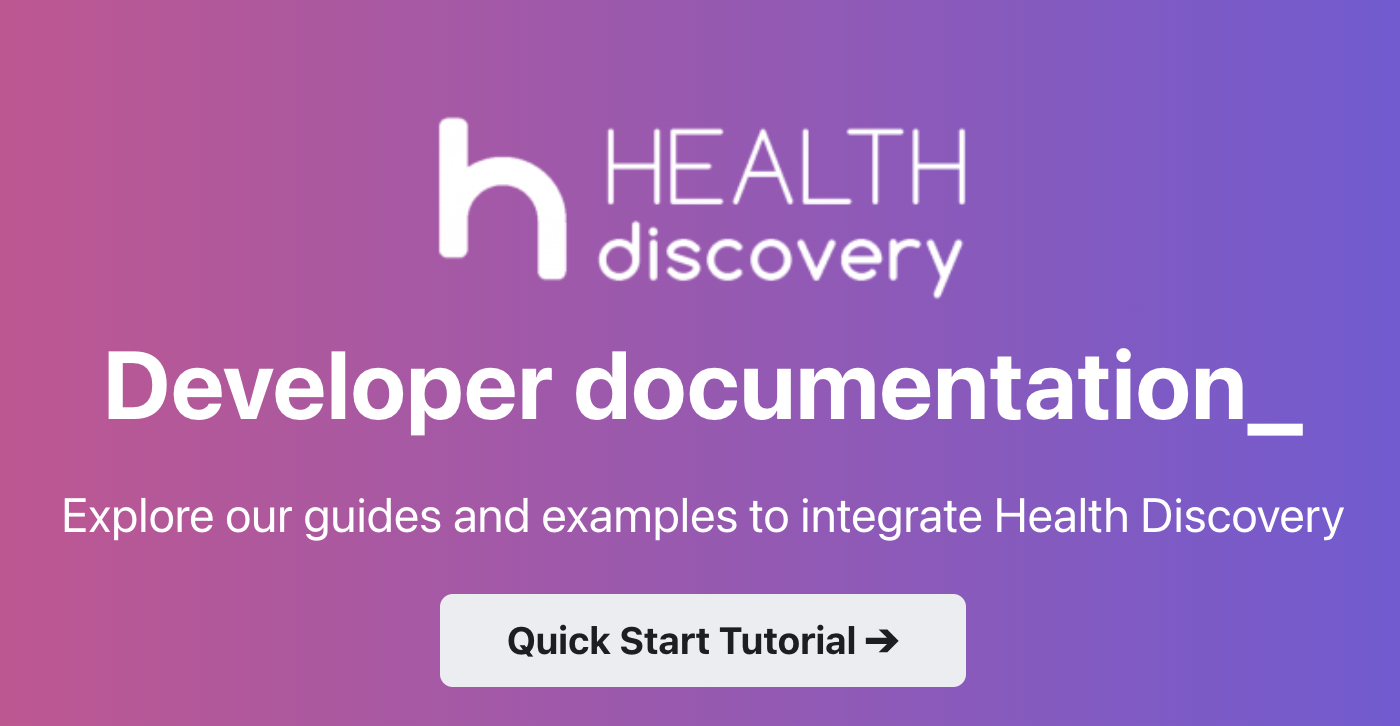 h HEALTH
discovery
Developer documentation_
Explore our guides and examples to integrate Health Discovery
Quick Start Tutorial ➔